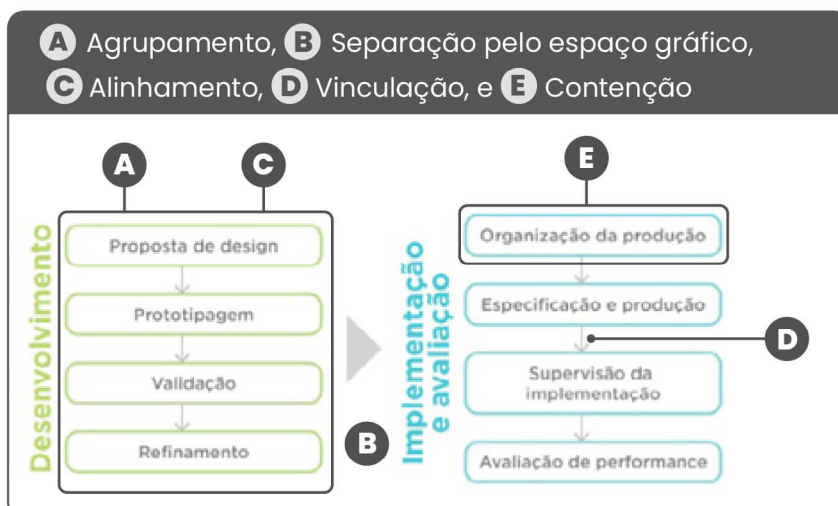 A Agrupamento, B Separação pelo espaço gráfico,
C Alinhamento, D Vinculação, e E Contenção
A
C
E
Desenvolvimento
Proposta de design
Prototipagem
Validação
Refinamento
B
Implementação
e avaliação
Organização da produção
Especificação e produção
D
Supervisão da
implementação
Avaliação de performance